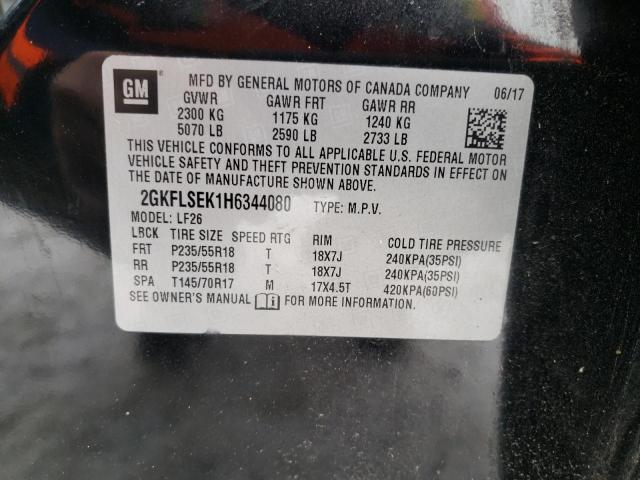 GM
MFD BY GENERAL MOTORS OF CANADA COMPANY 06/17
GVWR GAWR FRT GAWR RR
2300 KG 1175 KG 1240 KG
5070 LB 2590 LB 2733 LB
THIS VEHICLE CONFORMS TO ALL APPLICABLE U.S. FEDERAL MOTOR
VEHICLE SAFETY AND THEFT PREVENTION STANDARDS IN EFFECT ON
THE DATE OF MANUFACTURE SHOWN ABOVE.
2GKFLSEK1H6344080 TYPE: M.P.V.
MODEL: LF26
LRCK TIRE SIZE SPEED RTG RIM COLD TIRE PRESSURE
FRT P235/55R18 T 18X7J 240KPA(35PSI)
RR P235/55R18 T 18X7J 240KPA(35PSI)
SPA T145/70R17 M 17X4.5T 420KPA(60PSI)
SEE OWNER'S MANUAL FOR MORE INFORMATION.